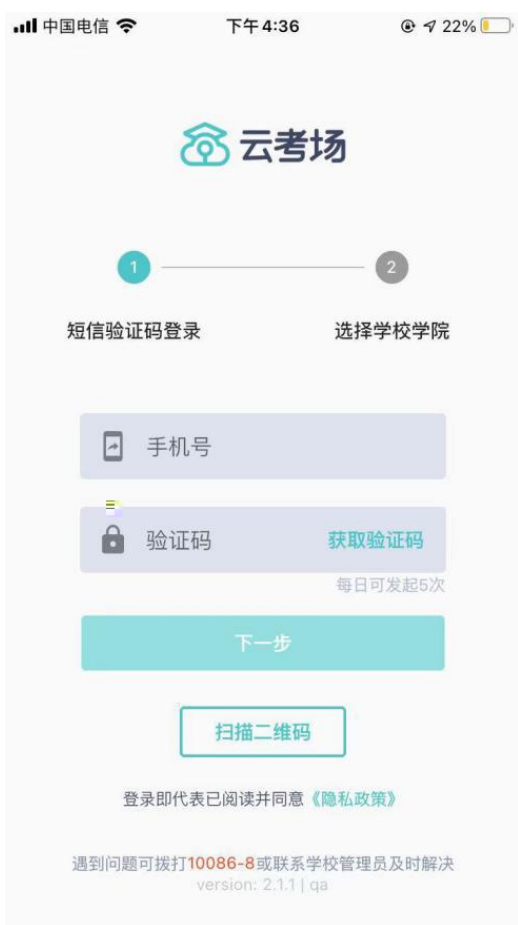 中国电信 下午4:36 22%
云考场
1 2
短信验证码登录 选择学校学院
手机号
验证码 获取验证码
每日可发起5次
下一步
扫描二维码
登录即代表已阅读并同意《隐私政策》
遇到问题可拨打10086-8或联系学校管理员及时解决
version: 2.1.1 | qa